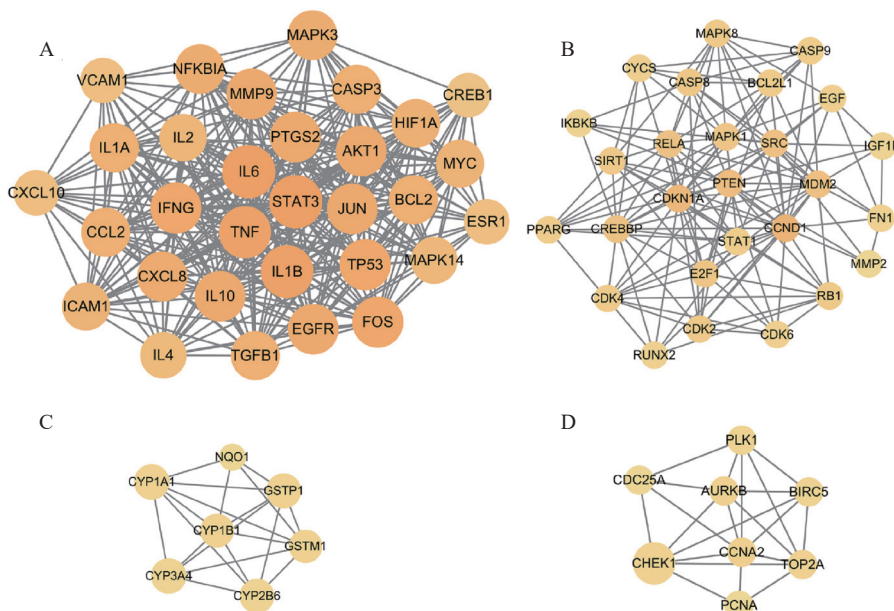 A
MAPK3
NFKBIA
VCAM1
MMP9
CASP3
CREB1
IL2
PTGS2
HIF1A
IL1A
AKT1
MYC
IL6
CXCL10
STAT3
JUN
BCL2
IFNG
ESR1
CCL2
TNF
MAPK14
CXCL8
IL1B
TP53
ICAM1
IL10
EGFR
FOS
IL4
TGFB1
B
MAPK8
CASP9
CYCS
CASP8
BCL2L1
EGF
IKBKB
RELA
MAPK1
SRC
IGF1
SIRT1
PTEN
MDM2
CDKN1A
FN1
PPARG
CREBBP
STAT1
CCND1
MMP2
E2F1
CDK4
RB1
CDK2
CDK6
RUNX2
C
NQO1
CYP1A1
GSTP1
CYP1B1
GSTM1
CYP3A4
CYP2B6
D
PLK1
CDC25A
AURKB
BIRC5
CHEK1
CCNA2
TOP2A
PCNA